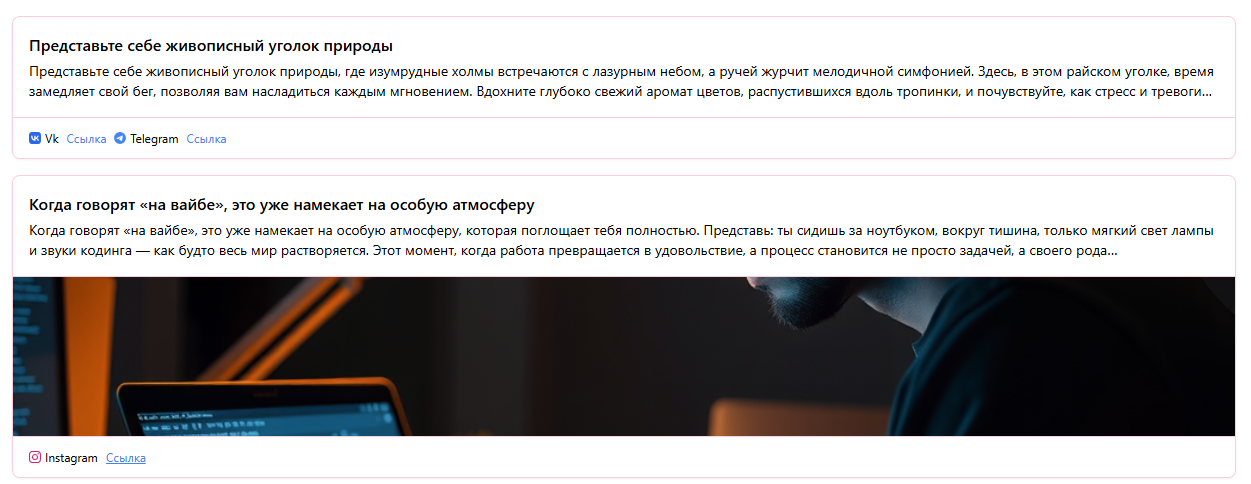 Представьте себе живописный уголок природы
Представьте себе живописный уголок природы, где изумрудные холмы встречаются с лазурным небом, а ручей журчит мелодичной симфонией. Здесь, в этом райском уголке, время
замедляет свой бег, позволяя вам насладиться каждым мгновением. Вдохните глубоко свежий аромат цветов, распустившихся вдоль тропинки, и почувствуйте, как стресс и тревоги...
Vk Ссылка Telegram Ссылка
Когда говорят «на вайбе», это уже намекает на особую атмосферу
Когда говорят «на вайбе», это уже намекает на особую атмосферу, которая поглощает тебя полностью. Представь: ты сидишь за ноутбуком, вокруг тишина, только мягкий свет лампы
и звуки кодинга — как будто весь мир растворяется. Этот момент, когда работа превращается в удовольствие, а процесс становится не просто задачей, а своего рода...
Instagram Ссылка